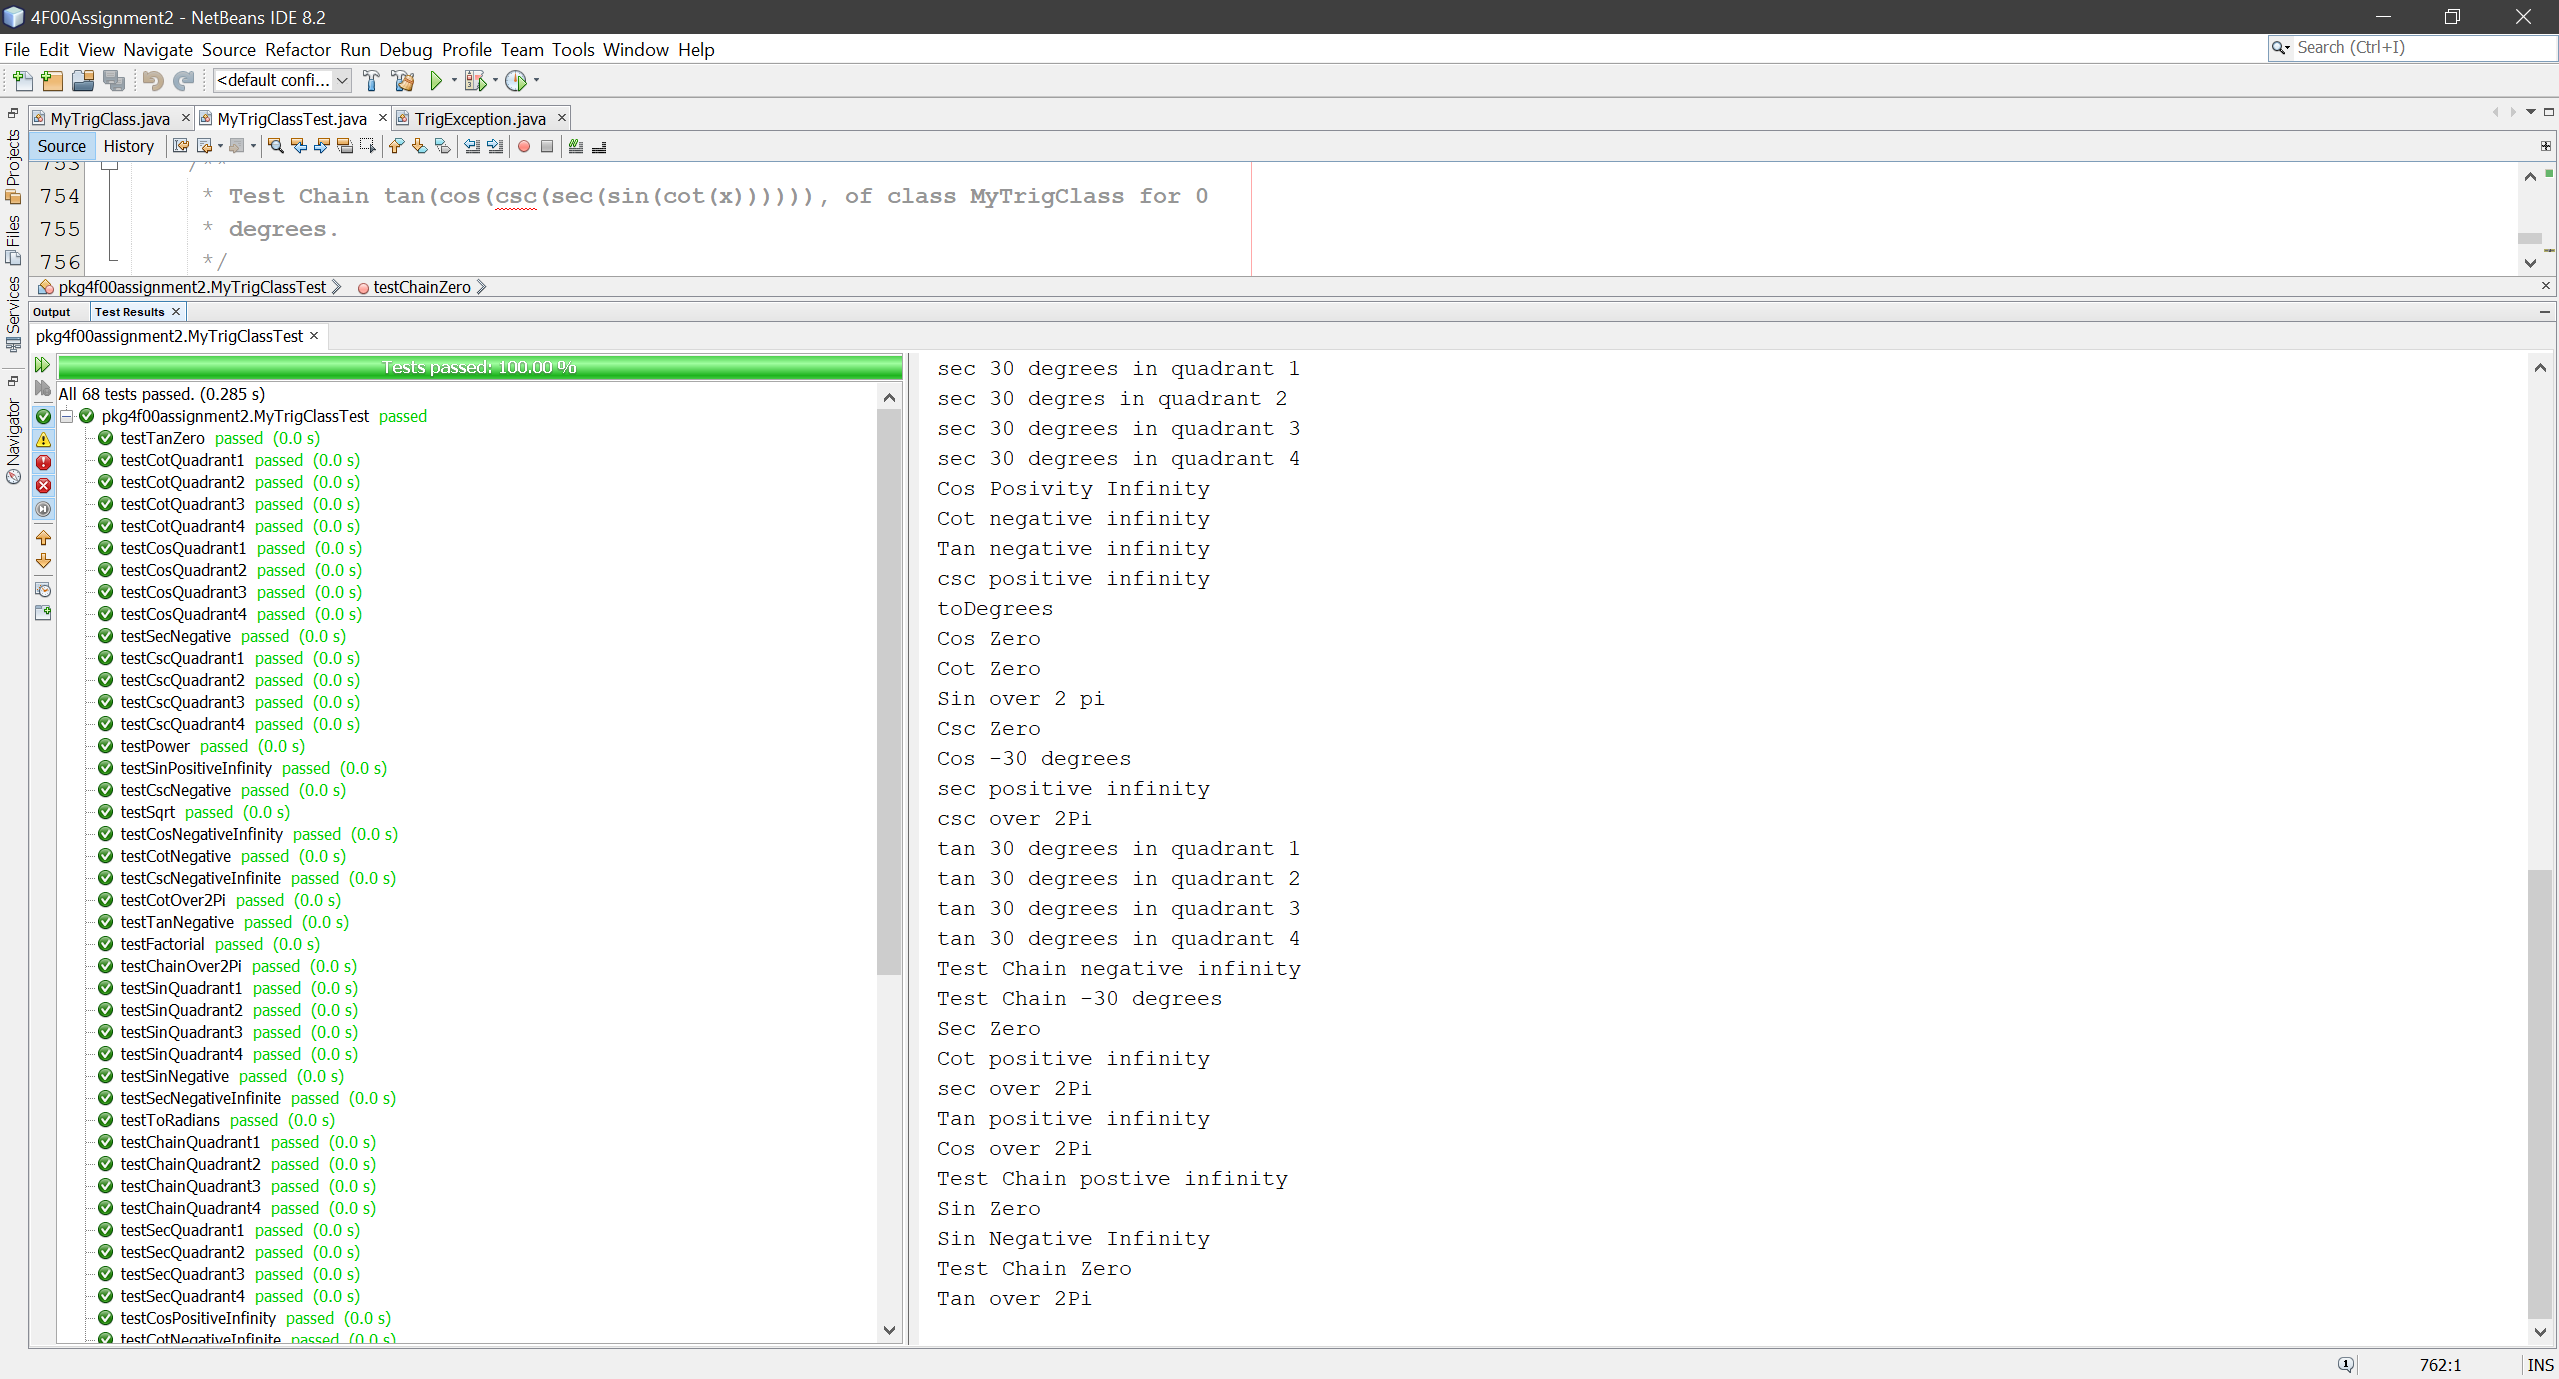 4F00Assignment2 - NetBeans IDE 8.2
File Edit View Navigate Source Refactor Run Debug Profile Team Tools Window Help
Search (Ctrl+I)
<default confi...
MyTrigClass.java
MyTrigClassTest.java
TrigException.java
Source History
Projects
Files
Services
Navigator
753 /**
754 * Test Chain tan(cos(csc(sec(sin(cot(x)))))), of class MyTrigClass for 0
755 * degrees.
756 */
pkg4f00assignment2.MyTrigClassTest
testChainZero
Output
Test Results
pkg4f00assignment2.MyTrigClassTest
Tests passed: 100.00 %
All 68 tests passed. (0.285 s)
pkg4f00assignment2.MyTrigClassTest passed
testTanZero passed (0.0 s)
testCotQuadrant1 passed (0.0 s)
testCotQuadrant2 passed (0.0 s)
testCotQuadrant3 passed (0.0 s)
testCotQuadrant4 passed (0.0 s)
testCosQuadrant1 passed (0.0 s)
testCosQuadrant2 passed (0.0 s)
testCosQuadrant3 passed (0.0 s)
testCosQuadrant4 passed (0.0 s)
testSecNegative passed (0.0 s)
testCscQuadrant1 passed (0.0 s)
testCscQuadrant2 passed (0.0 s)
testCscQuadrant3 passed (0.0 s)
testCscQuadrant4 passed (0.0 s)
testPower passed (0.0 s)
testSinPositiveInfinity passed (0.0 s)
testCscNegative passed (0.0 s)
testSqrt passed (0.0 s)
testCosNegativeInfinity passed (0.0 s)
testCotNegative passed (0.0 s)
testCscNegativeInfinite passed (0.0 s)
testCotOver2Pi passed (0.0 s)
testTanNegative passed (0.0 s)
testFactorial passed (0.0 s)
testChainOver2Pi passed (0.0 s)
testSinQuadrant1 passed (0.0 s)
testSinQuadrant2 passed (0.0 s)
testSinQuadrant3 passed (0.0 s)
testSinQuadrant4 passed (0.0 s)
testSinNegative passed (0.0 s)
testSecNegativeInfinite passed (0.0 s)
testToRadians passed (0.0 s)
testChainQuadrant1 passed (0.0 s)
testChainQuadrant2 passed (0.0 s)
testChainQuadrant3 passed (0.0 s)
testChainQuadrant4 passed (0.0 s)
testSecQuadrant1 passed (0.0 s)
testSecQuadrant2 passed (0.0 s)
testSecQuadrant3 passed (0.0 s)
testSecQuadrant4 passed (0.0 s)
testCosPositiveInfinity passed (0.0 s)
testCotNegativeInfinite passed (0.0 s)
sec 30 degrees in quadrant 1
sec 30 degres in quadrant 2
sec 30 degrees in quadrant 3
sec 30 degrees in quadrant 4
Cos Posivity Infinity
Cot negative infinity
Tan negative infinity
csc positive infinity
toDegrees
Cos Zero
Cot Zero
Sin over 2 pi
Csc Zero
Cos -30 degrees
sec positive infinity
csc over 2Pi
tan 30 degrees in quadrant 1
tan 30 degrees in quadrant 2
tan 30 degrees in quadrant 3
tan 30 degrees in quadrant 4
Test Chain negative infinity
Test Chain -30 degrees
Sec Zero
Cot positive infinity
sec over 2Pi
Tan positive infinity
Cos over 2Pi
Test Chain postive infinity
Sin Zero
Sin Negative Infinity
Test Chain Zero
Tan over 2Pi
762:1
INS